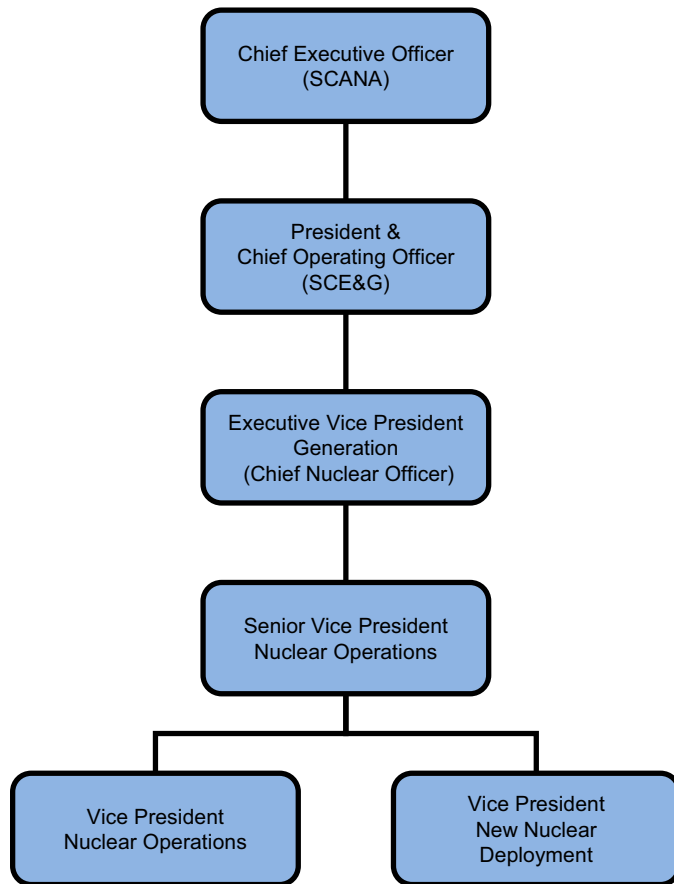 Chief Executive Officer
(SCANA)
President &
Chief Operating Officer
(SCE&G)
Executive Vice President
Generation
(Chief Nuclear Officer)
Senior Vice President
Nuclear Operations
Vice President
Nuclear Operations
Vice President
New Nuclear
Deployment